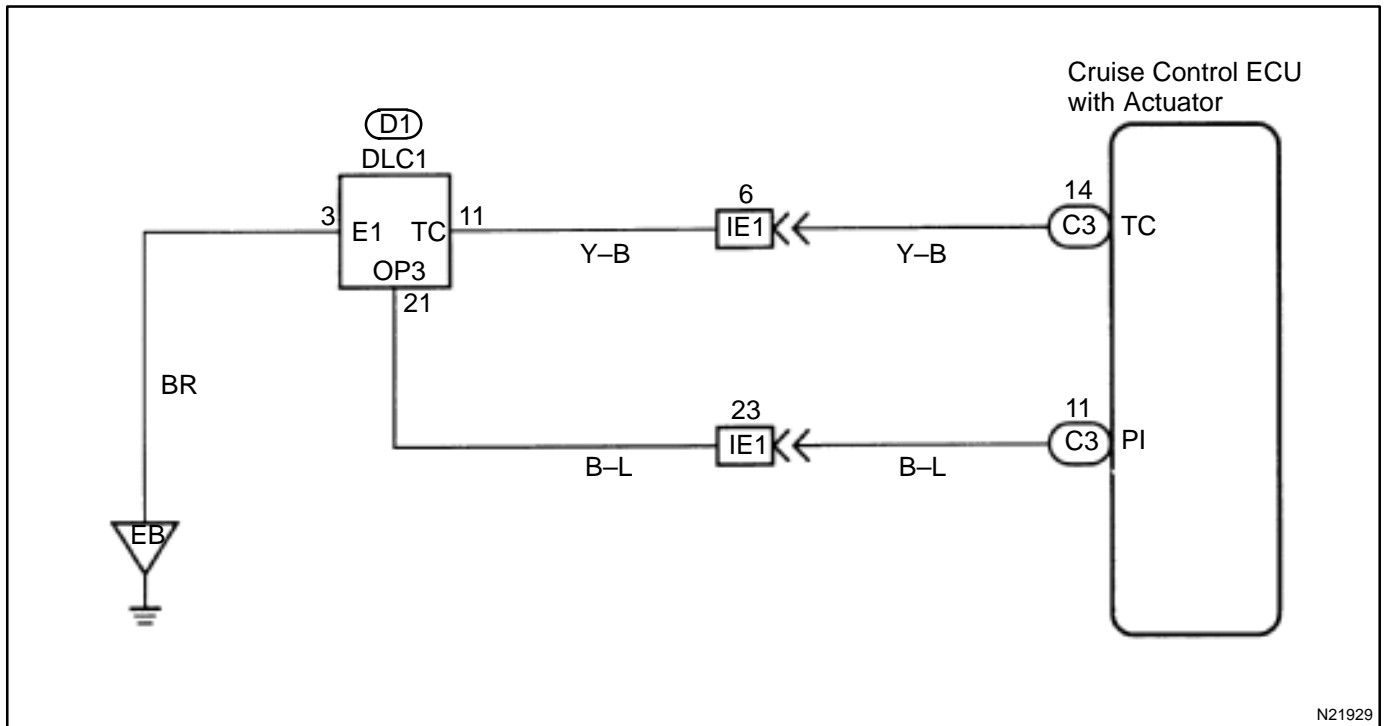 Cruise Control ECU
with Actuator
D1
DLC1
3
E1
TC
11
OP3
21
Y–B
6
IE1
Y–B
14
C3
TC
BR
B–L
23
IE1
B–L
11
C3
PI
EB
N21929